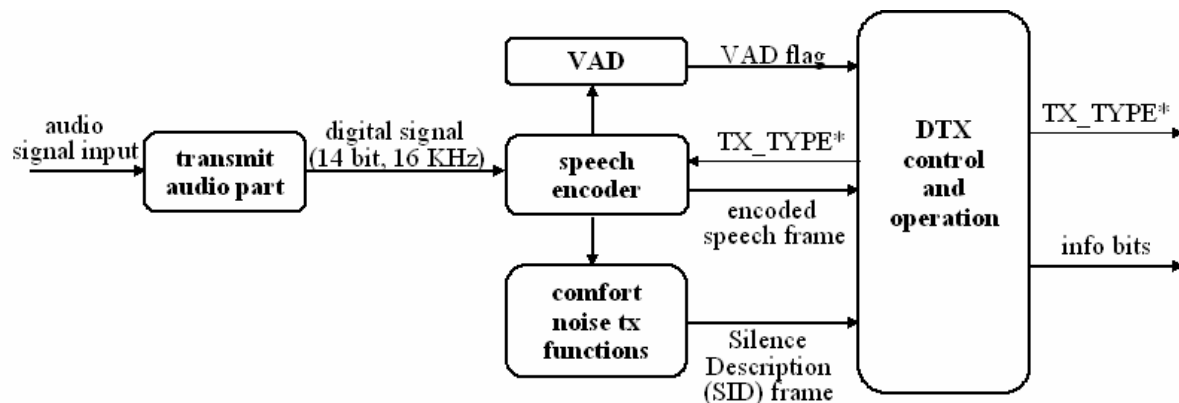 audio
signal input
transmit
audio part
digital signal
(14 bit, 16 KHz)
VAD
speech
encoder
comfort
noise tx
functions
VAD flag
TX_TYPE*
encoded
speech frame
Silence
Description
(SID) frame
DTX
control
and
operation
TX_TYPE*
info bits